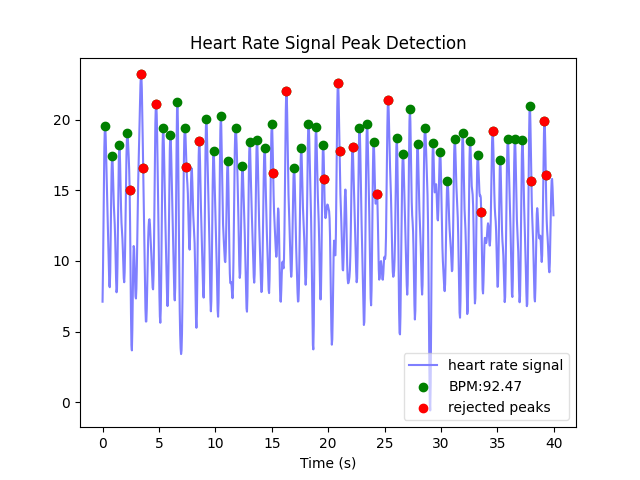 Heart Rate Signal Peak Detection
20
15
10
5
0
heart rate signal
BPM:92.47
rejected peaks
0 5 10 15 20 25 30 35 40
Time (s)